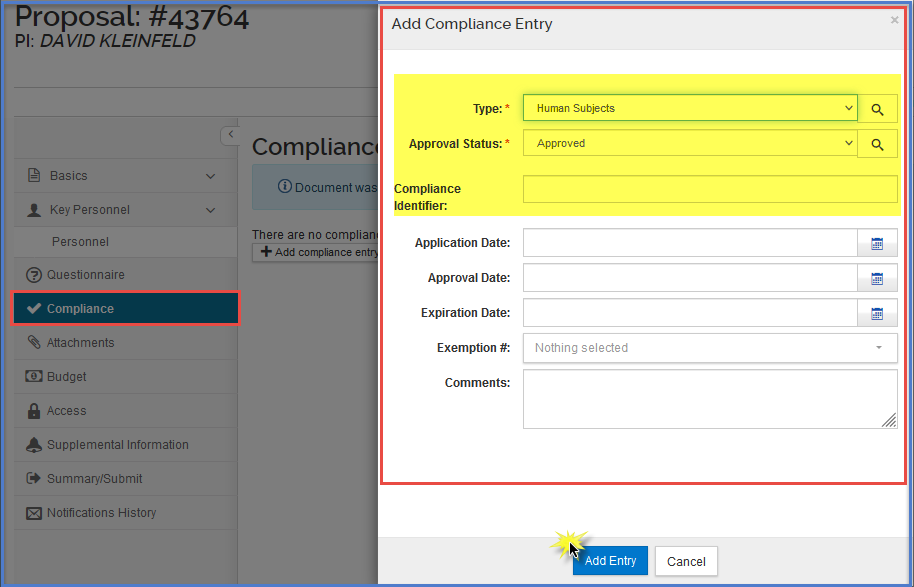 Proposal: #43764
PI: DAVID KLEINFELD
Basics
Key Personnel
Personnel
Questionnaire
Compliance
Attachments
Budget
Access
Supplemental Information
Summary/Submit
Notifications History
Compliance
Document was
There are no complianc
Add compliance entry
Add Compliance Entry
×
Type: * Human Subjects
Approval Status: * Approved
Compliance
Identifier:
Application Date:
Approval Date:
Expiration Date:
Exemption #: Nothing selected
Comments:
Add Entry Cancel